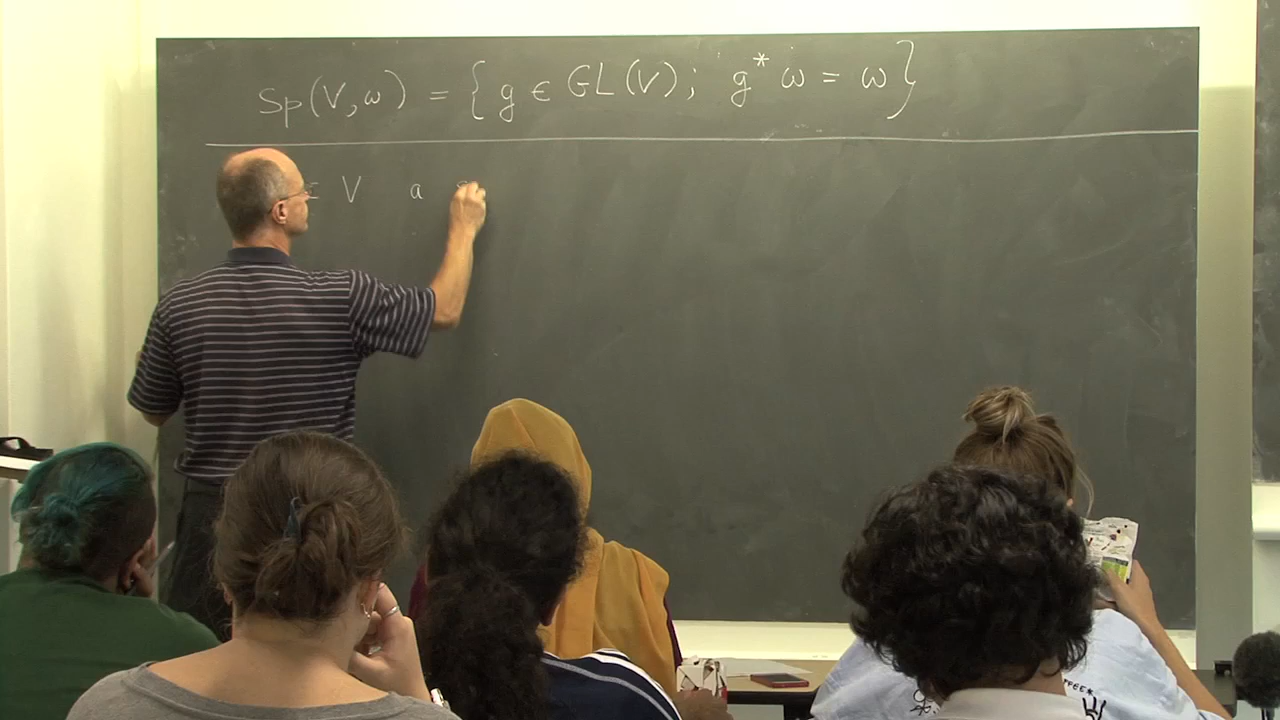 Sp(V,ω) = {g ∈ GL(V); g* ω = ω}
V a